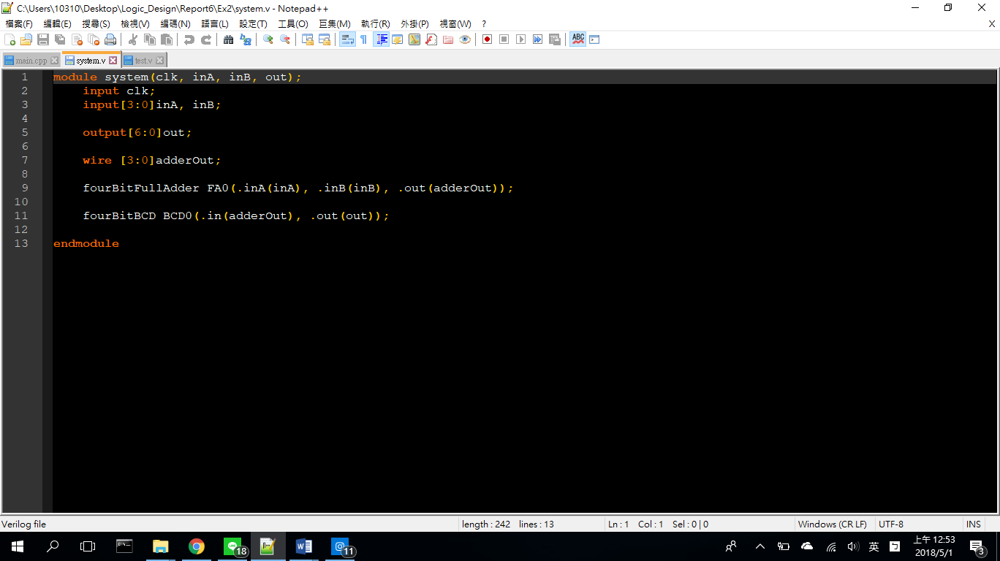 C:\Users\10310\Desktop\Logic_Design\Report6\Ex2\system.v - Notepad++
檔案(F) 編輯(E) 搜尋(S) 檢視(V) 編碼(N) 語言(L) 設定(T) 工具(O) 巨集(M) 執行(R) 外掛(P) 視窗(W) ? X
main.cpp system.v test.v
1 module system(clk, inA, inB, out);
2 input clk;
3 input[3:0]inA, inB;
4
5 output[6:0]out;
6
7 wire [3:0]adderOut;
8
9 fourBitFullAdder FA0(.inA(inA), .inB(inB), .out(adderOut));
10
11 fourBitBCD BCD0(.in(adderOut), .out(out));
12
13 endmodule
Verilog file length : 242 lines : 13 Ln : 1 Col : 1 Sel : 0 | 0 Windows (CR LF) UTF-8 INS
18 11 英 上午 12:53
2018/5/1 3